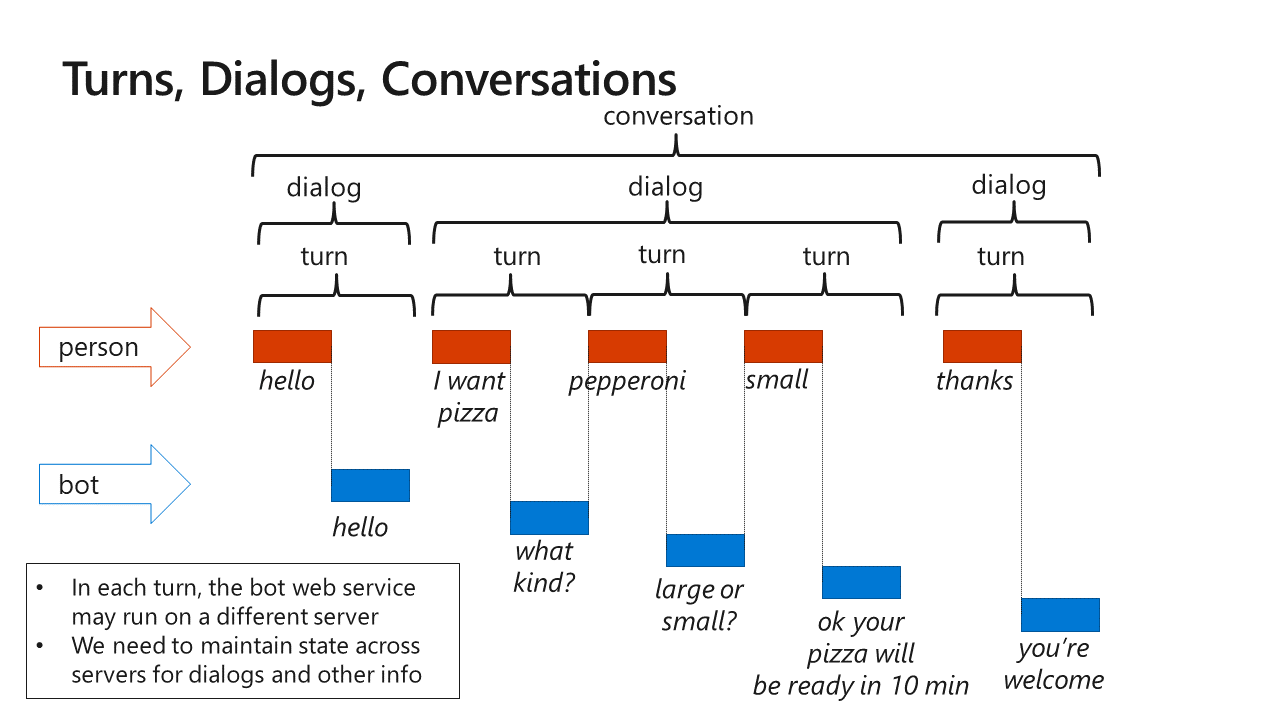 Turns, Dialogs, Conversations
conversation
dialog
dialog
dialog
turn
turn
turn
turn
turn
person
hello
I want
pizza
pepperoni
small
thanks
bot
hello
what
kind?
large or
small?
ok your
pizza will
be ready in 10 min
you're
welcome
• In each turn, the bot web service
may run on a different server
• We need to maintain state across
servers for dialogs and other info